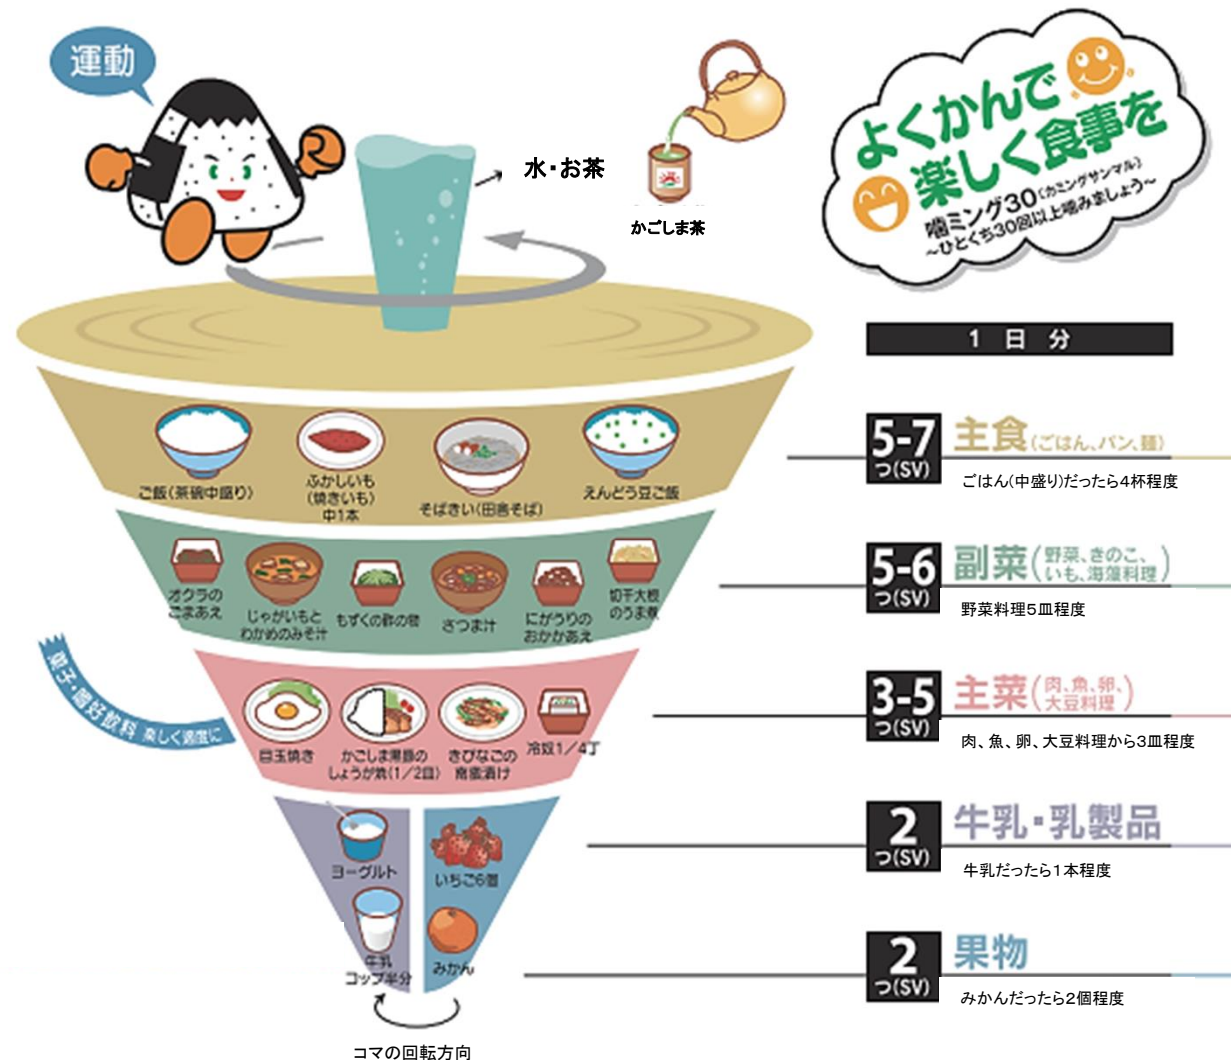 運動
水・お茶
かごしま茶
よくかんで
楽しく食事を
噛ミング30(カミングサンマル)
～ひとくち30回以上噛みましょう～
1 日 分
ご飯(茶碗中盛り)
ふかしいも
(焼きいも)
中1本
そばきい(田舎そば)
えんどう豆ご飯
5-7
つ(SV)
主食(ごはん、パン、麺)
ごはん(中盛り)だったら4杯程度
オクラの
ごまあえ
じゃがいもと
わかめのみそ汁
もずくの酢の物
さつま汁
にがうりの
おかかあえ
切干大根
のうま煮
5-6
つ(SV)
副菜(野菜、きのこ、
いも、海藻料理)
野菜料理5皿程度
菓子・嗜好飲料 楽しく適度に
目玉焼き
かごしま黒豚の
しょうが焼(1/2皿)
きびなごの
南蛮漬け
冷奴1/4丁
3-5
つ(SV)
主菜(肉、魚、卵、
大豆料理)
肉、魚、卵、大豆料理から3皿程度
ヨーグルト
いちご6個
2
つ(SV)
牛乳・乳製品
牛乳だったら1本程度
牛乳
コップ半分
みかん
2
つ(SV)
果物
みかんだったら2個程度
コマの回転方向